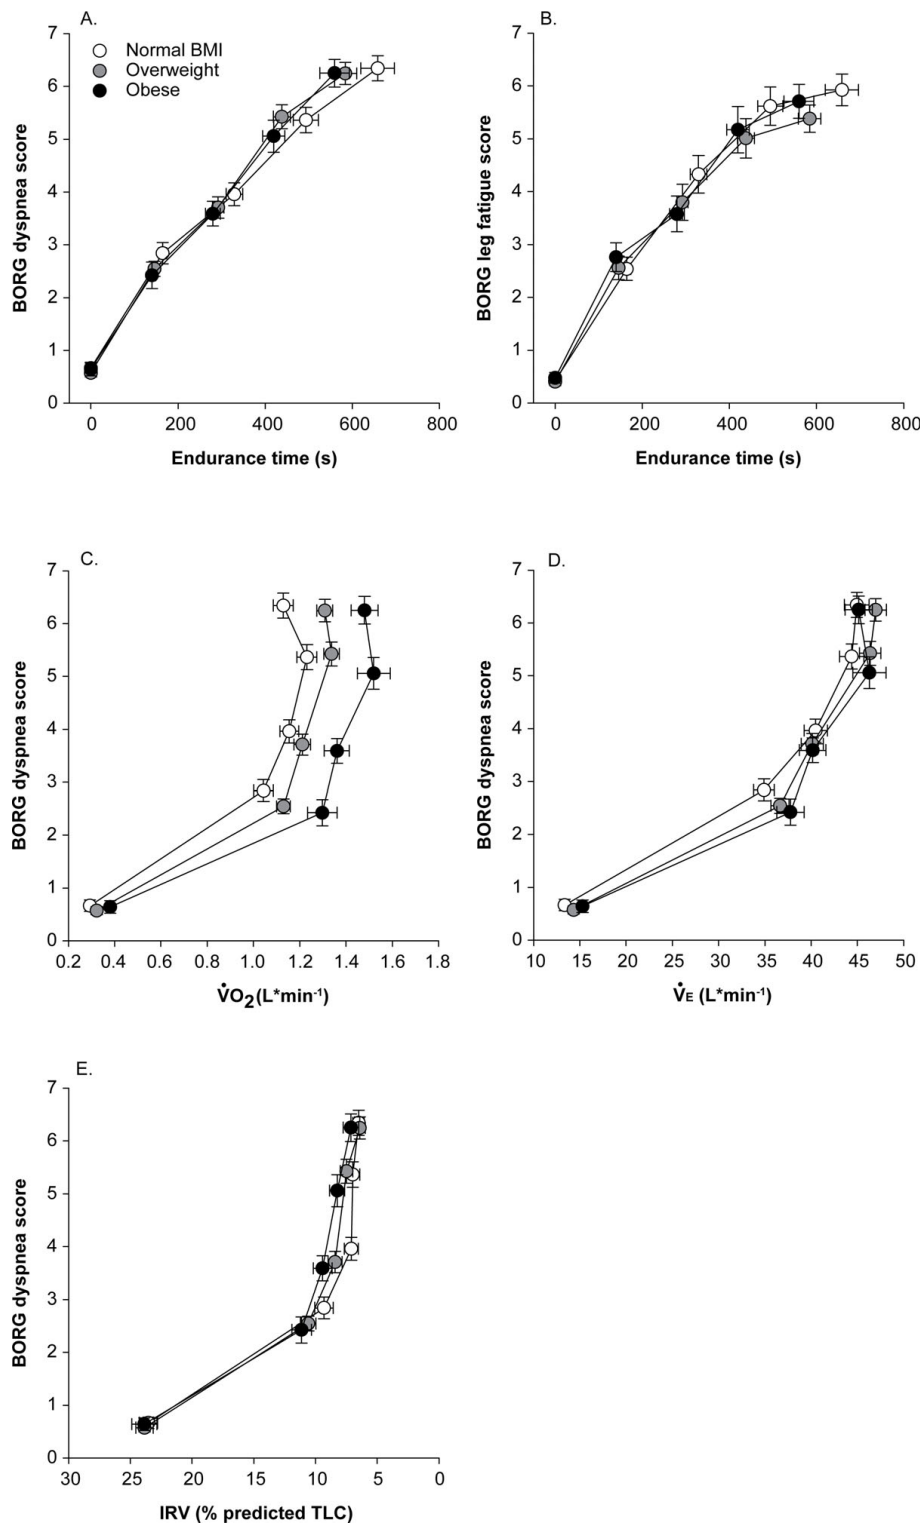 A.
Normal BMI
Overweight
Obese
7
6
5
4
3
2
1
0
BORG dyspnea score
0 200 400 600 800
Endurance time (s)
B.
7
6
5
4
3
2
1
0
BORG leg fatigue score
0 200 400 600 800
Endurance time (s)
C.
7
6
5
4
3
2
1
0
BORG dyspnea score
0.2 0.4 0.6 0.8 1.0 1.2 1.4 1.6 1.8
V̇O₂(L*min⁻¹)
D.
7
6
5
4
3
2
1
0
BORG dyspnea score
10 15 20 25 30 35 40 45 50
V̇ᴇ (L*min⁻¹)
E.
7
6
5
4
3
2
1
0
BORG dyspnea score
30 25 20 15 10 5 0
IRV (% predicted TLC)